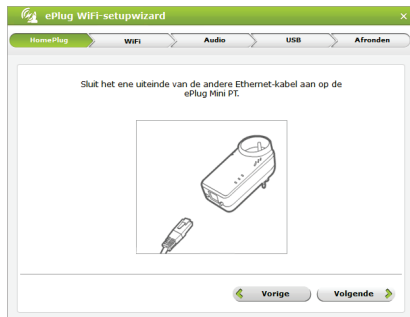 ePlug WiFi-setupwizard
HomePlug WiFi Audio USB Afronden
Sluit het ene uiteinde van de andere Ethernet-kabel aan op de
ePlug Mini PT.
Vorige Volgende